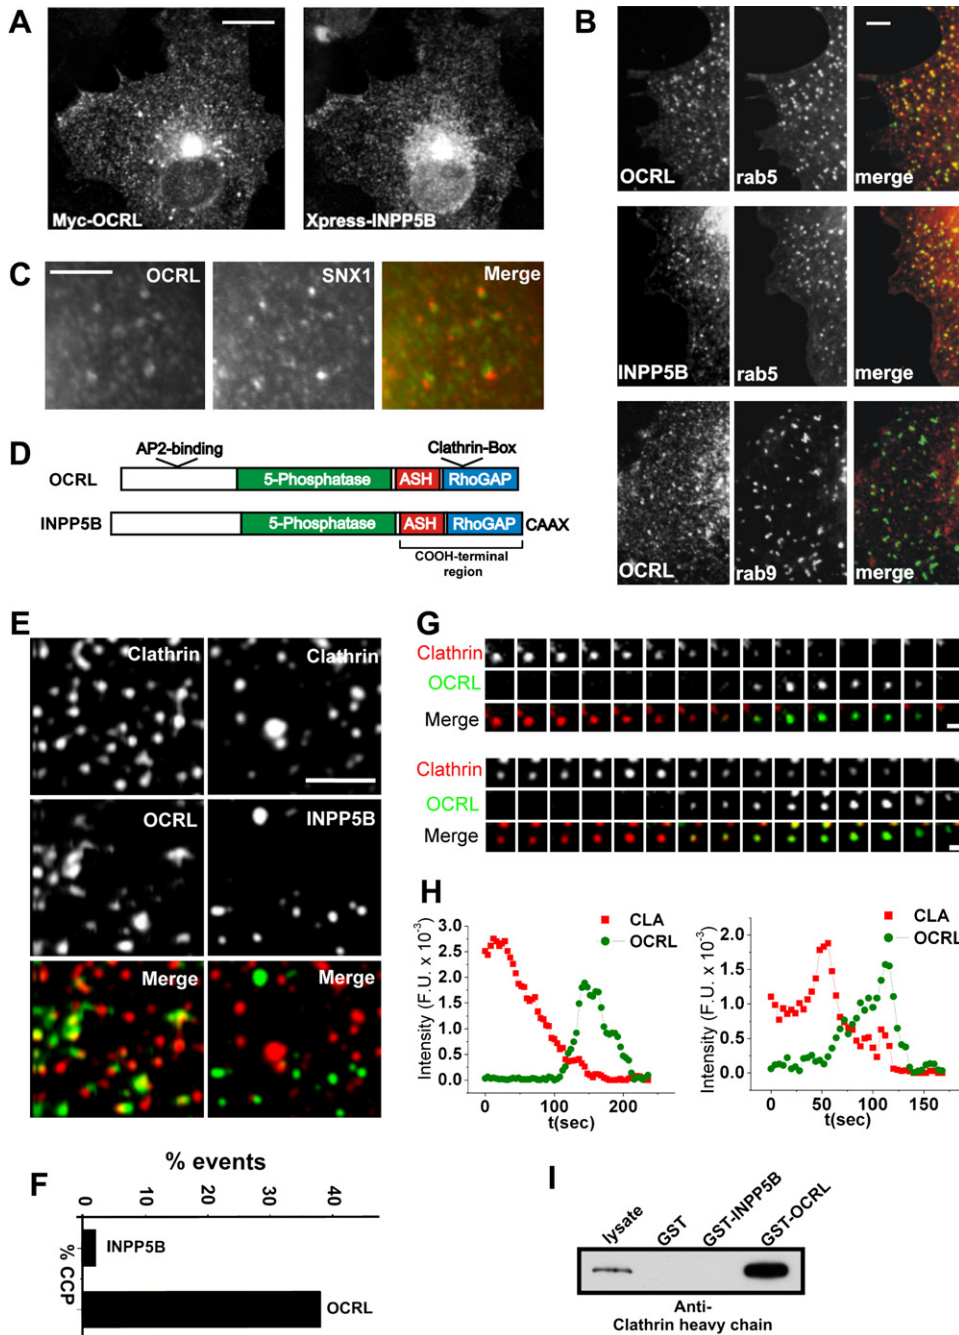 A
Myc-OCRL
Xpress-INPP5B
B
OCRL
rab5
merge
INPP5B
rab5
merge
OCRL
rab9
merge
C
OCRL
SNX1
Merge
D
AP2-binding
Clathrin-Box
OCRL
5-Phosphatase
ASH
RhoGAP
INPP5B
5-Phosphatase
ASH
RhoGAP
CAAX
COOH-terminal
region
E
Clathrin
Clathrin
OCRL
INPP5B
Merge
Merge
F
% events
0
10
20
30
40
INPP5B
OCRL
% CCP
G
Clathrin
OCRL
Merge
Clathrin
OCRL
Merge
H
Intensity (F.U. x 10⁻³)
3.0
2.5
2.0
1.5
1.0
0.5
0.0
CLA
OCRL
0
100
200
t(sec)
Intensity (F.U. x 10⁻³)
2.0
1.5
1.0
0.5
0.0
CLA
OCRL
0
50
100
150
t(sec)
I
lysate
GST
GST-INPP5B
GST-OCRL
Anti-
Clathrin heavy chain